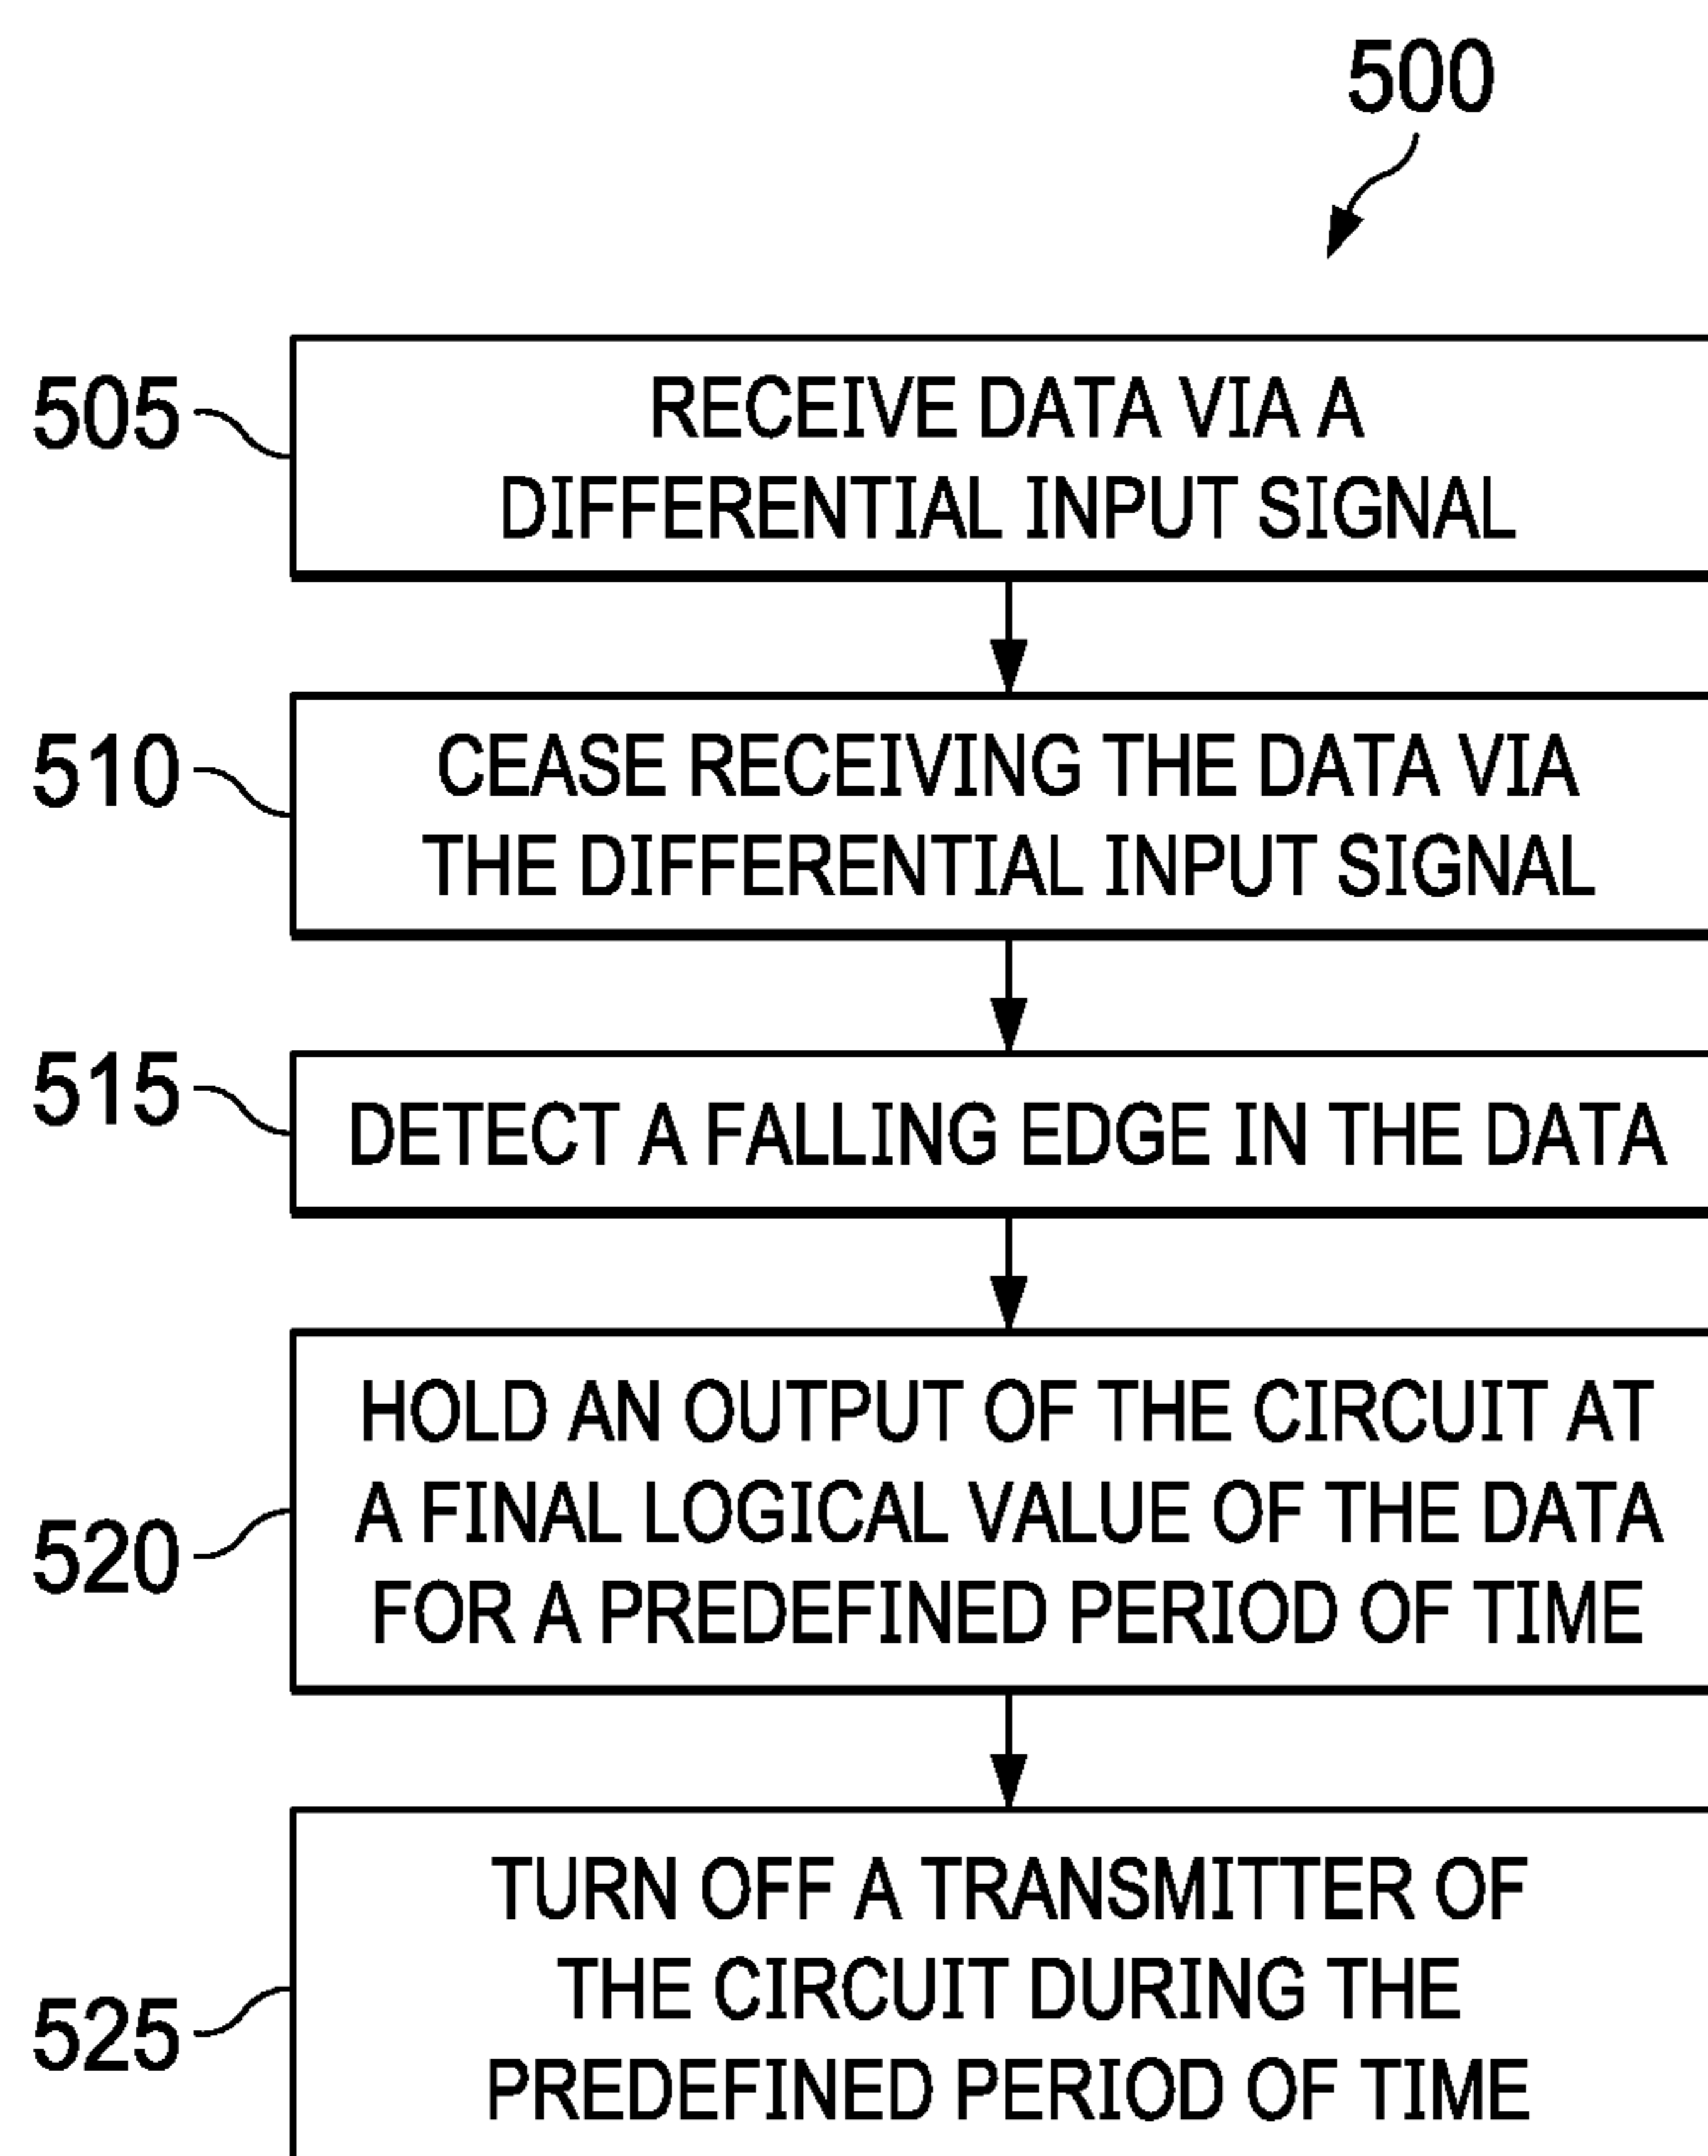 500
505
RECEIVE DATA VIA A
DIFFERENTIAL INPUT SIGNAL
510
CEASE RECEIVING THE DATA VIA
THE DIFFERENTIAL INPUT SIGNAL
515
DETECT A FALLING EDGE IN THE DATA
520
HOLD AN OUTPUT OF THE CIRCUIT AT
A FINAL LOGICAL VALUE OF THE DATA
FOR A PREDEFINED PERIOD OF TIME
525
TURN OFF A TRANSMITTER OF
THE CIRCUIT DURING THE
PREDEFINED PERIOD OF TIME